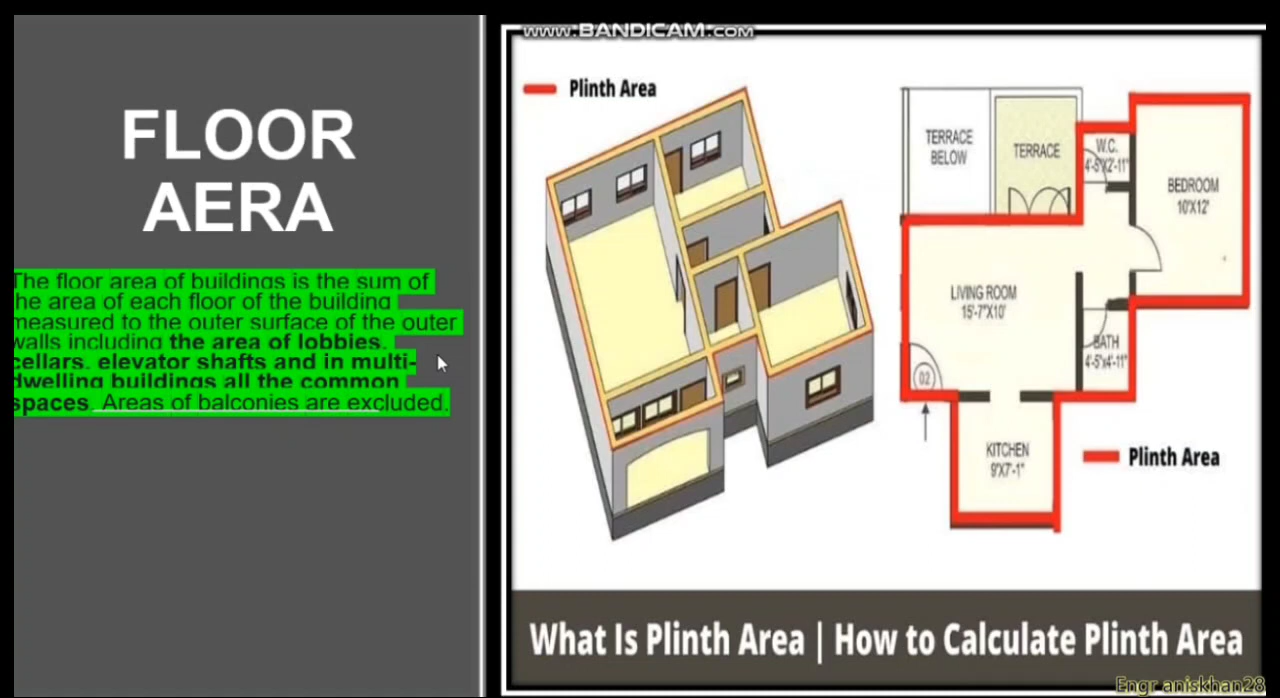 FLOOR
AERA
The floor area of buildings is the sum of
the area of each floor of the building
measured to the outer surface of the outer
walls including the area of lobbies,
cellars, elevator shafts and in multi-
dwelling buildings all the common
spaces. Areas of balconies are excluded.
www.BANDICAM.com
Plinth Area
TERRACE
BELOW
TERRACE
W.C.
4'-5"X2'-11"
BEDROOM
10'X12'
LIVING ROOM
15'-7"X10'
BATH
4'-5"x4'-11"
02
KITCHEN
9'X7'-1"
Plinth Area
What Is Plinth Area | How to Calculate Plinth Area
Engr aniskhan28